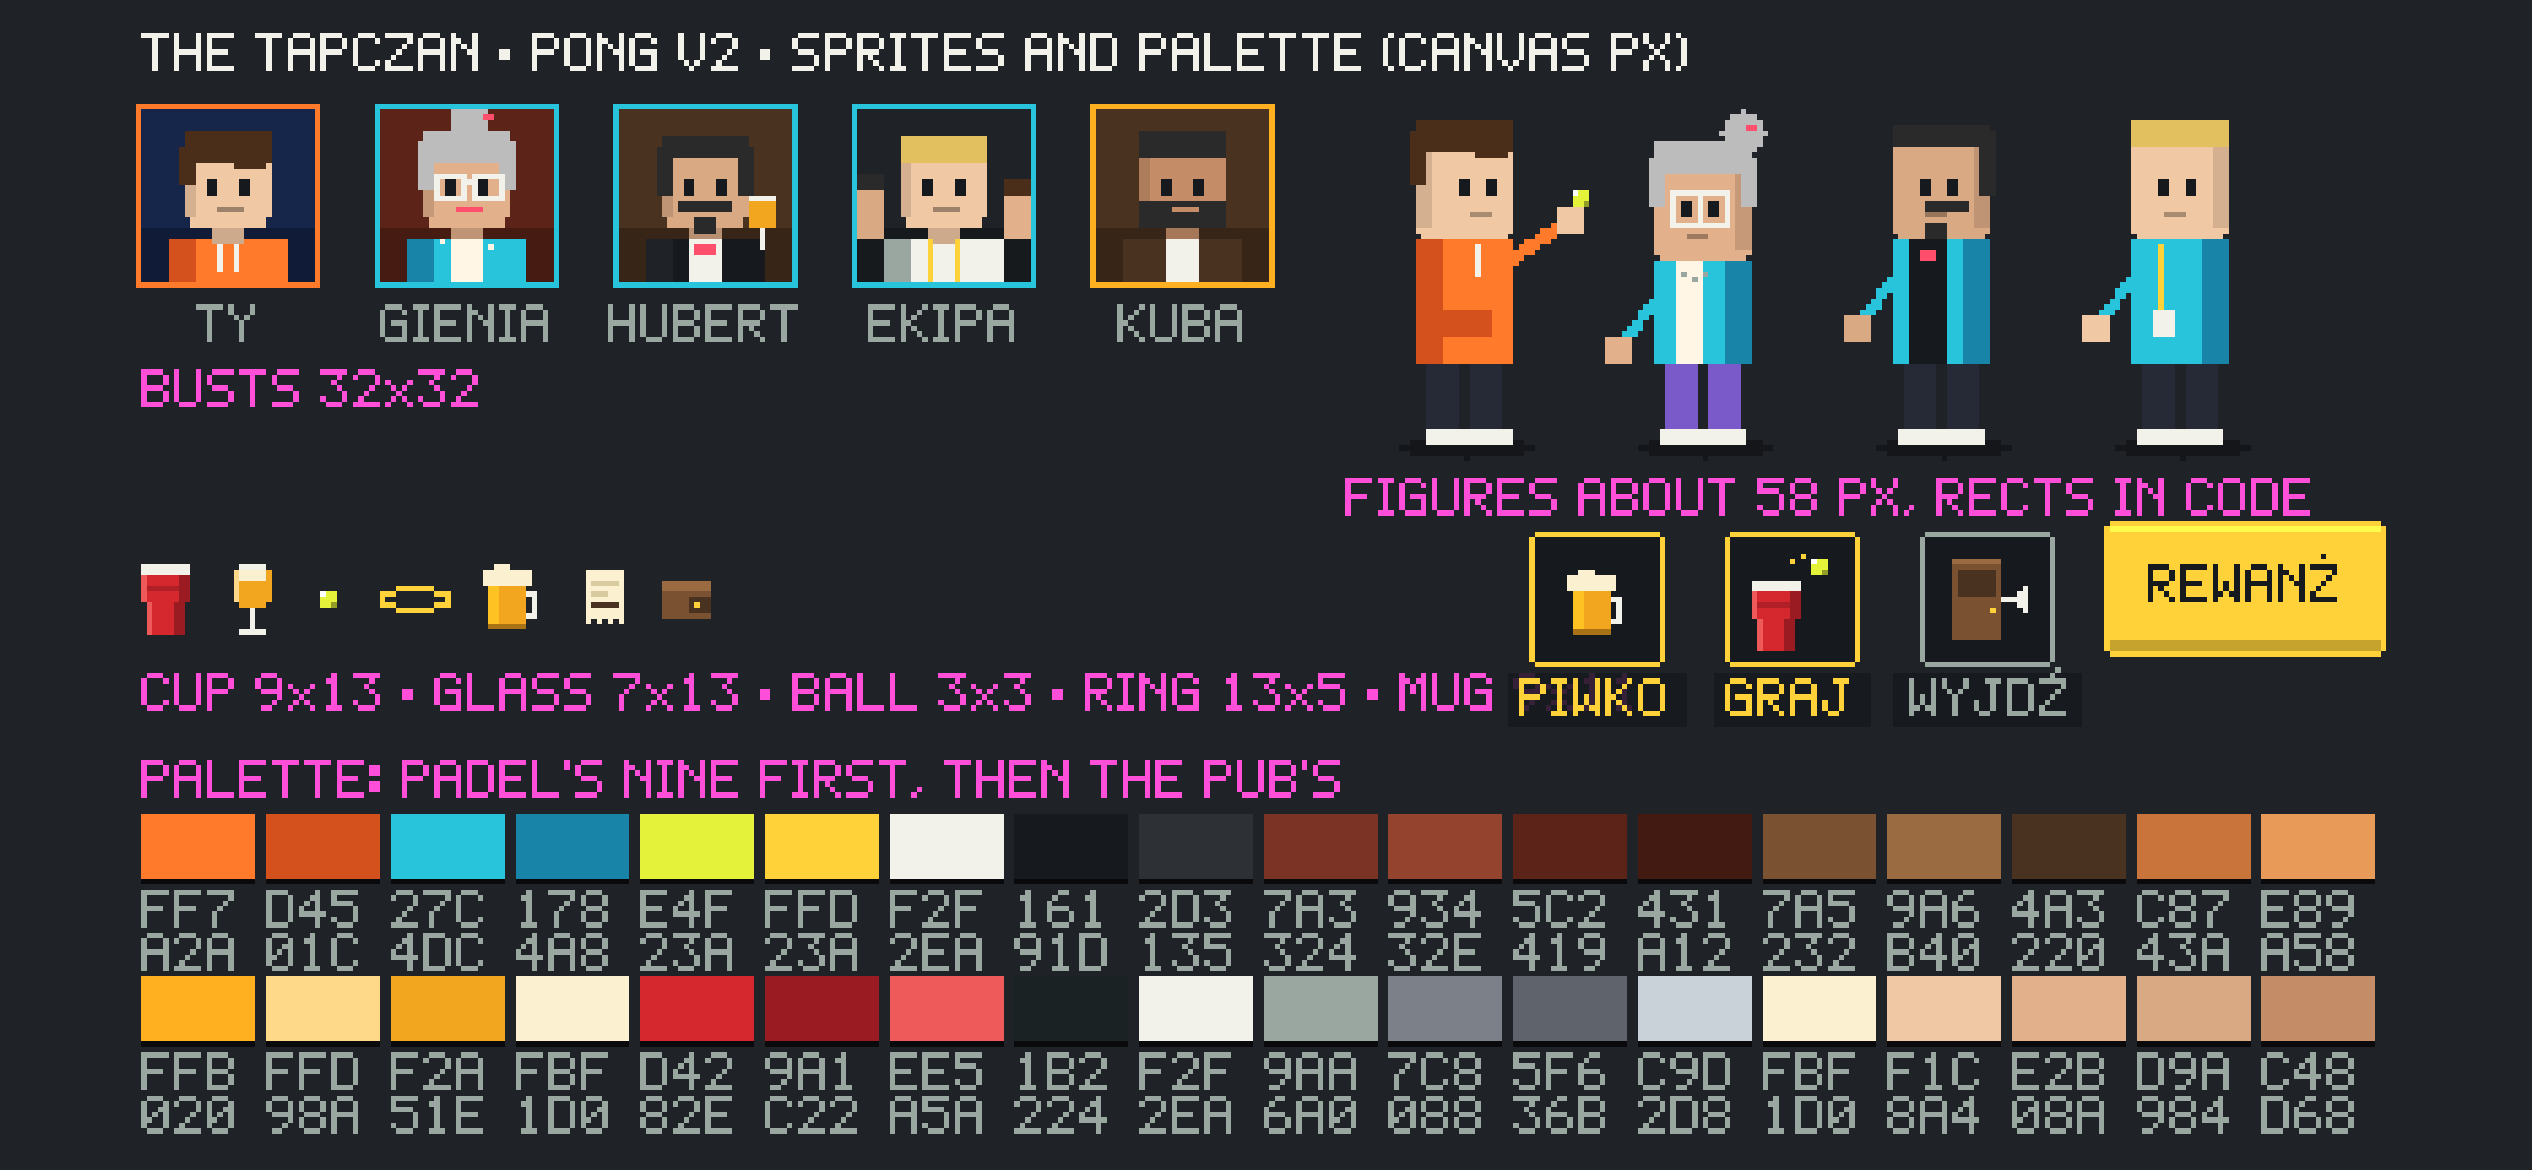 THE TAPCZAN · PONG V2 · SPRITES AND PALETTE (CANVAS PX)
TY GIENIA HUBERT EKIPA KUBA
BUSTS 32x32
FIGURES ABOUT 58 PX, RECTS IN CODE
REWANŻ
CUP 9x13 · GLASS 7x13 · BALL 3x3 · RING 13x5 · MUG
PIWKO GRAJ WYJDŹ
PALETTE: PADEL'S NINE FIRST, THEN THE PUB'S
FF7 D45 27C 178 E4F FFD F2F 161 2D3 7A3 934 5C2 431 7A5 9A6 4A3 C87 E89
A2A 01C 4DC 4A8 23A 23A 2EA 91D 135 324 32E 419 A12 232 B40 220 43A A58
FFB FFD F2A FBF D42 9A1 EE5 1B2 F2F 9AA 7C8 5F6 C9D FBF F1C E2B D9A C48
020 98A 51E 1D0 82E C22 A5A 224 2EA 6A0 088 36B 2D8 1D0 8A4 08A 984 D68